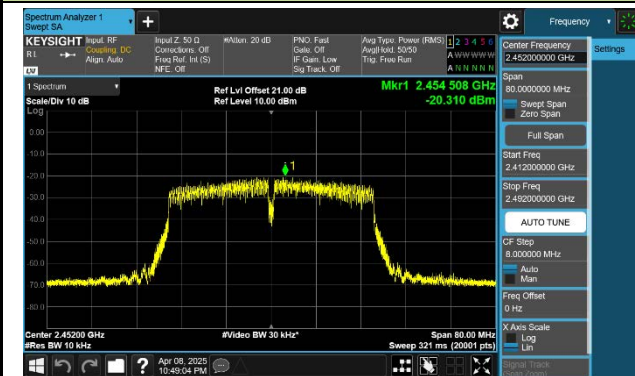 Spectrum Analyzer 1
Swept SA
+
Frequency
KEYSIGHT Input: RF
Coupling: DC
Align: Auto
Input Z: 50 Ω
Corrections: Off
Freq Ref: Int (S)
NFE: Off
#Atten: 20 dB
PNO: Fast
Gate: Off
IF Gain: Low
Sig Track: Off
Avg Type: Power (RMS)
Avg|Hold: 50/50
Trig: Free Run
1 2 3 4 5 6
A W W W W W
A N N N N N
RL
LW
1 Spectrum
Scale/Div 10 dB
Log
Ref Lvl Offset 21.00 dB
Ref Level 10.00 dBm
Mkr1 2.454 508 GHz
-20.310 dBm
0.00
-10.0
-20.0
-30.0
-40.0
-50.0
-60.0
-70.0
-80.0
1
Center 2.45200 GHz
#Res BW 10 kHz
#Video BW 30 kHz*
Span 80.00 MHz
Sweep 321 ms (20001 pts)
Apr 08, 2025
10:49:04 PM
?
Center Frequency
2.452000000 GHz
Span
80.0000000 MHz
Swept Span
Zero Span
Full Span
Start Freq
2.412000000 GHz
Stop Freq
2.492000000 GHz
AUTO TUNE
CF Step
8.000000 MHz
Auto
Man
Freq Offset
0 Hz
X Axis Scale
Log
Lin
Signal Track
(Span Zoom)
Settings